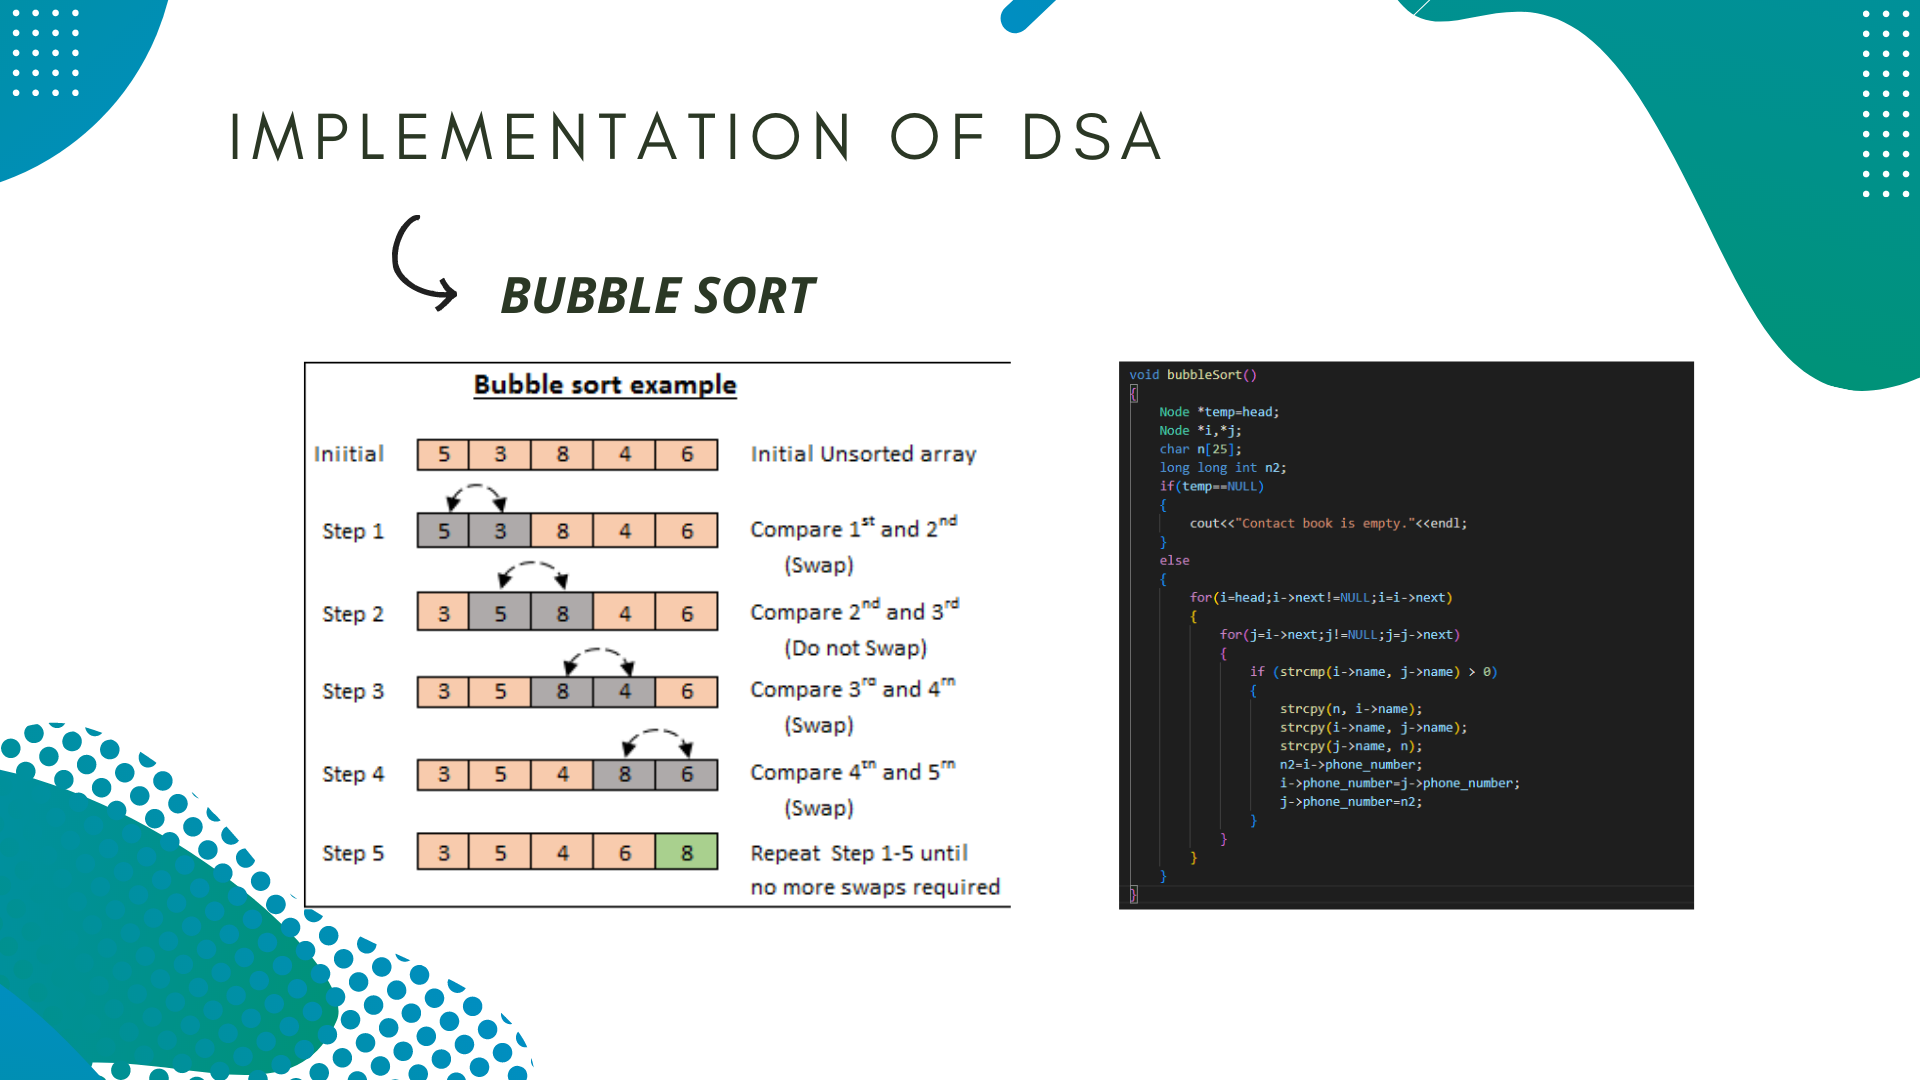 IMPLEMENTATION OF DSA
BUBBLE SORT
Bubble sort example
Iniitial 5 3 8 4 6 Initial Unsorted array
Step 1 5 3 8 4 6 Compare 1st and 2nd
(Swap)
Step 2 3 5 8 4 6 Compare 2nd and 3rd
(Do not Swap)
Step 3 3 5 8 4 6 Compare 3rd and 4th
(Swap)
Step 4 3 5 4 8 6 Compare 4th and 5th
(Swap)
Step 5 3 5 4 6 8 Repeat Step 1-5 until
no more swaps required
void bubbleSort()
{
Node *temp=head;
Node *i,*j;
char n[25];
long long int n2;
if(temp==NULL)
{
cout<<"Contact book is empty."<<endl;
}
else
{
for(i=head;i->next!=NULL;i=i->next)
{
for(j=i->next;j!=NULL;j=j->next)
{
if (strcmp(i->name, j->name) > 0)
{
strcpy(n, i->name);
strcpy(i->name, j->name);
strcpy(j->name, n);
n2=i->phone_number;
i->phone_number=j->phone_number;
j->phone_number=n2;
}
}
}
}
}